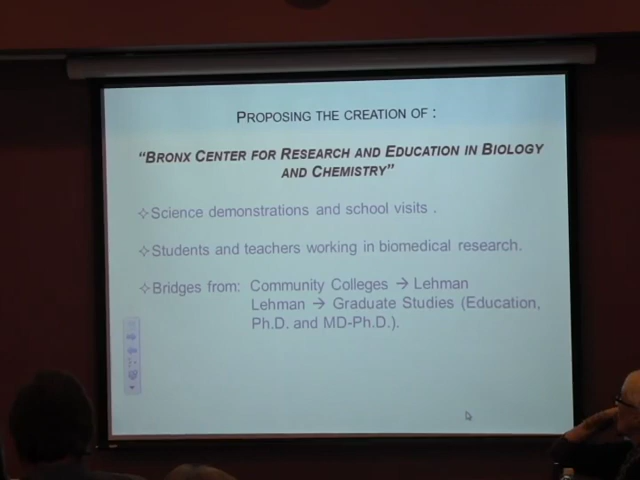 PROPOSING THE CREATION OF :
“BRONX CENTER FOR RESEARCH AND EDUCATION IN BIOLOGY
AND CHEMISTRY”
✧Science demonstrations and school visits .
✧Students and teachers working in biomedical research.
✧Bridges from: Community Colleges → Lehman
Lehman → Graduate Studies (Education,
Ph.D. and MD-Ph.D.).